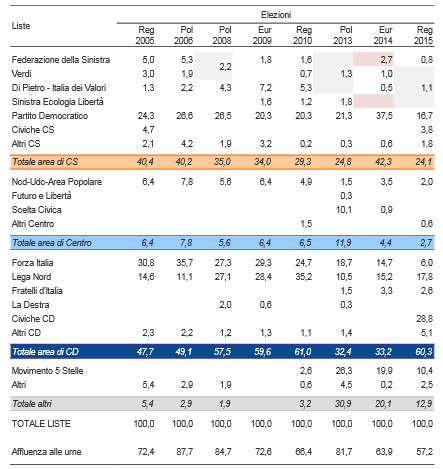 Elezioni
Liste Reg 2005 Pol 2006 Pol 2008 Eur 2009 Reg 2010 Pol 2013 Eur 2014 Reg 2015
Federazione della Sinistra 5,0 5,3 2,2 1,8 1,6 2,7 0,8
Verdi 3,0 1,9 0,7 1,3 1,0
Di Pietro - Italia dei Valori 1,3 2,2 4,3 7,2 5,3 0,5 1,1
Sinistra Ecologia Libertà 1,6 1,2 1,8
Partito Democratico 24,3 26,6 26,5 20,3 20,3 21,3 37,5 16,7
Civiche CS 4,7 3,8
Altri CS 2,1 4,2 1,9 3,2 0,2 0,3 0,6 1,8
Totale area di CS 40,4 40,2 35,0 34,0 29,3 24,8 42,3 24,1
Ncd-Udc-Area Popolare 6,4 7,8 5,6 6,4 4,9 1,5 3,5 2,0
Futuro e Libertà 0,3
Scelta Civica 10,1 0,9
Altri Centro 1,5 0,6
Totale area di Centro 6,4 7,8 5,6 6,4 6,5 11,9 4,4 2,7
Forza Italia 30,8 35,7 27,3 29,3 24,7 18,7 14,7 6,0
Lega Nord 14,6 11,1 27,1 28,4 35,2 10,5 15,2 17,8
Fratelli d'Italia 1,5 3,3 2,6
La Destra 2,0 0,6 0,3
Civiche CD 28,8
Altri CD 2,3 2,2 1,2 1,3 1,1 1,4 5,1
Totale area di CD 47,7 49,1 57,5 59,6 61,0 32,4 33,2 60,3
Movimento 5 Stelle 2,6 26,3 19,9 10,4
Altri 5,4 2,9 1,9 0,6 4,5 0,2 2,5
Totale altri 5,4 2,9 1,9 3,2 30,9 20,1 12,9
TOTALE LISTE 100,0 100,0 100,0 100,0 100,0 100,0 100,0 100,0
Affluenza alle urne 72,4 87,7 84,7 72,6 66,4 81,7 63,9 57,2